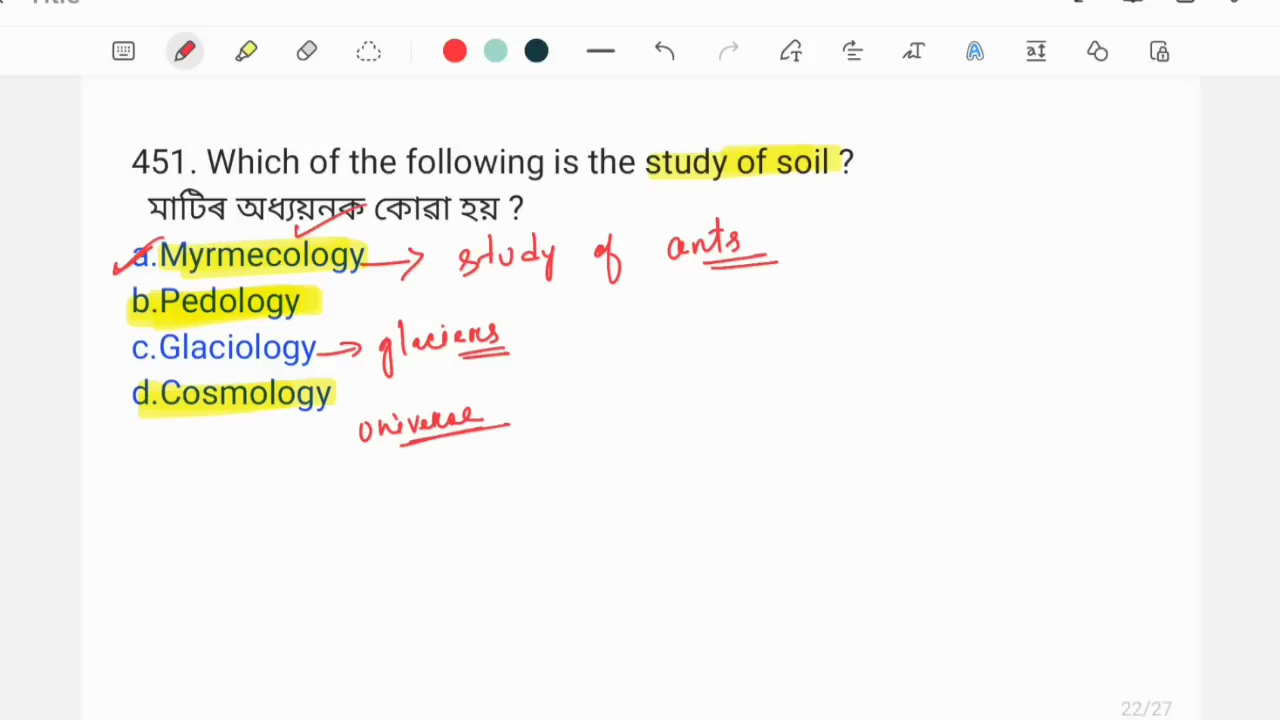 Title
451. Which of the following is the study of soil ?
মাটিৰ অধ্যয়নক কোৱা হয় ?
a.Myrmecology → study of ants
b.Pedology
c.Glaciology → glaciers
d.Cosmology
universe
22/27